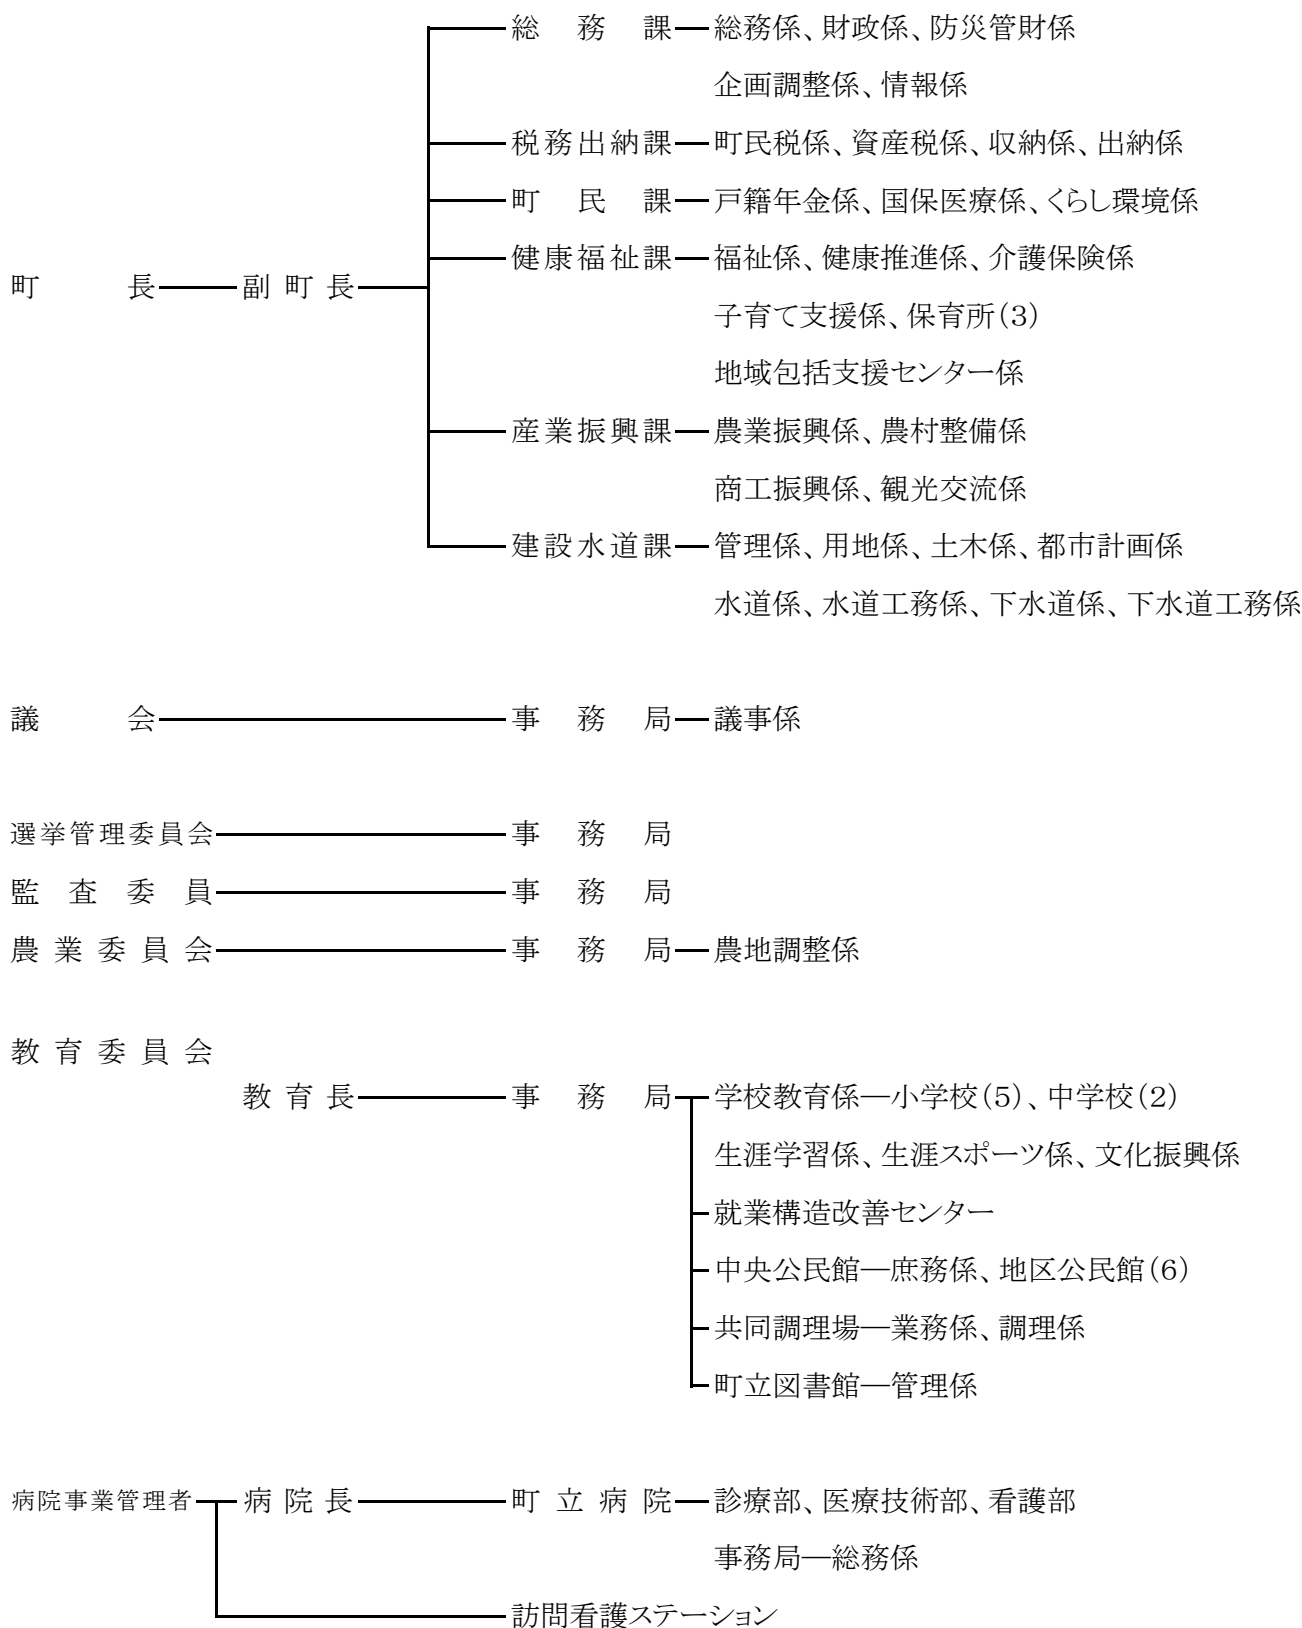 総務課 総務係、財政係、防災管財係
企画調整係、情報係
税務出納課 町民税係、資産税係、収納係、出納係
町民課 戸籍年金係、国保医療係、くらし環境係
健康福祉課 福祉係、健康推進係、介護保険係
町長 副町長
子育て支援係、保育所(3)
地域包括支援センター係
産業振興課 農業振興係、農村整備係
商工振興係、観光交流係
建設水道課 管理係、用地係、土木係、都市計画係
水道係、水道工務係、下水道係、下水道工務係
議会 事務局 議事係
選挙管理委員会 事務局
監査委員 事務局
農業委員会 事務局 農地調整係
教育委員会
教育長 事務局 学校教育係―小学校(5)、中学校(2)
生涯学習係、生涯スポーツ係、文化振興係
就業構造改善センター
中央公民館―庶務係、地区公民館(6)
共同調理場―業務係、調理係
町立図書館―管理係
病院事業管理者 病院長 町立病院 診療部、医療技術部、看護部
事務局―総務係
訪問看護ステーション